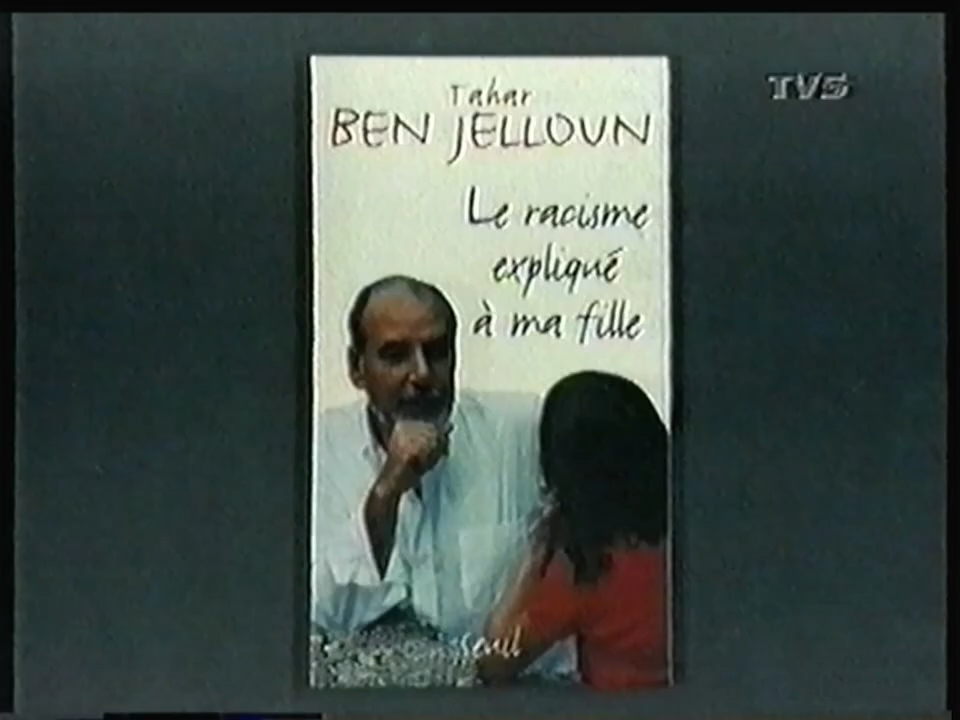 TV5
Tahar
BEN JELLOUN
Le racisme
expliqué
à ma fille
Seuil